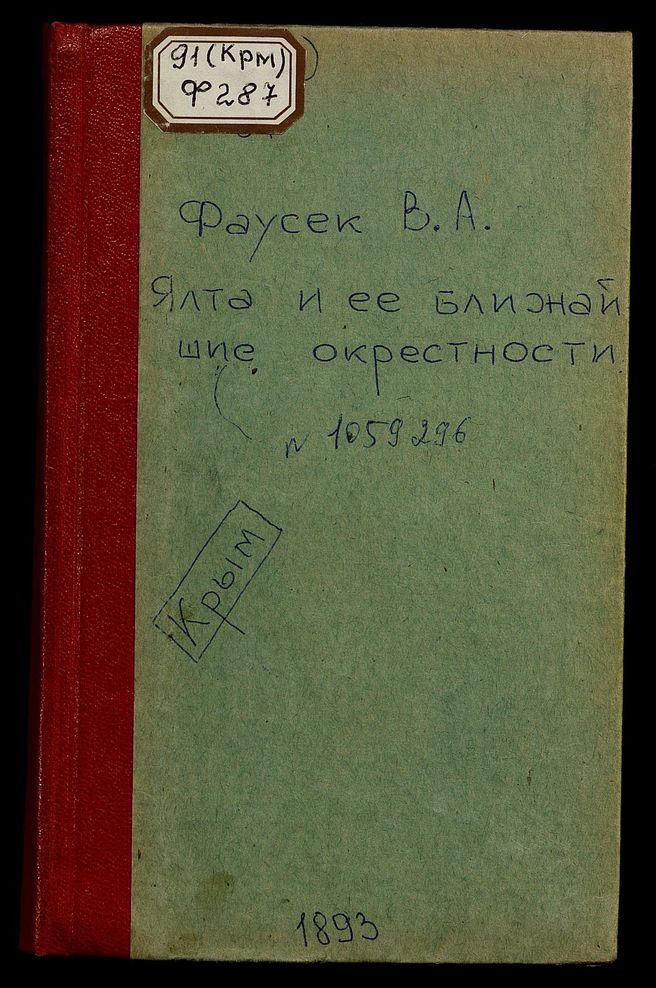 91(Крм)
Ф287
Фаусек В.А.
Ялта и ее ближай
шие окрестности
N 1059296
Крым
1893